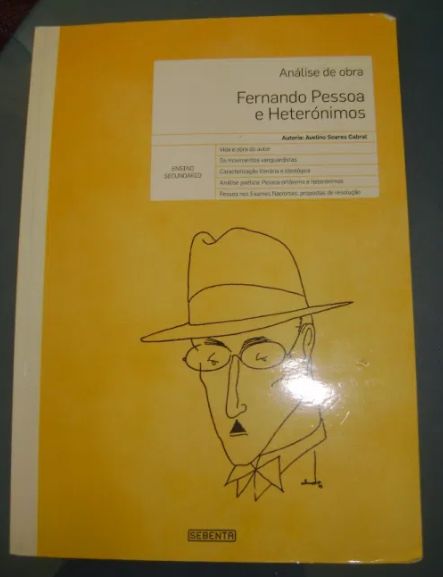 Análise de obra
Fernando Pessoa
e Heterónimos
Autoria: Avelino Soares Cabral
ENSINO
SECUNDÁRIO
Vida e obra do autor
Os movimentos vanguardistas
Caracterização literária e ideológica
Análise poética: Pessoa ortónimo e heterónimos
Pessoa nos Exames Nacionais: propostas de resolução
SEBENTA